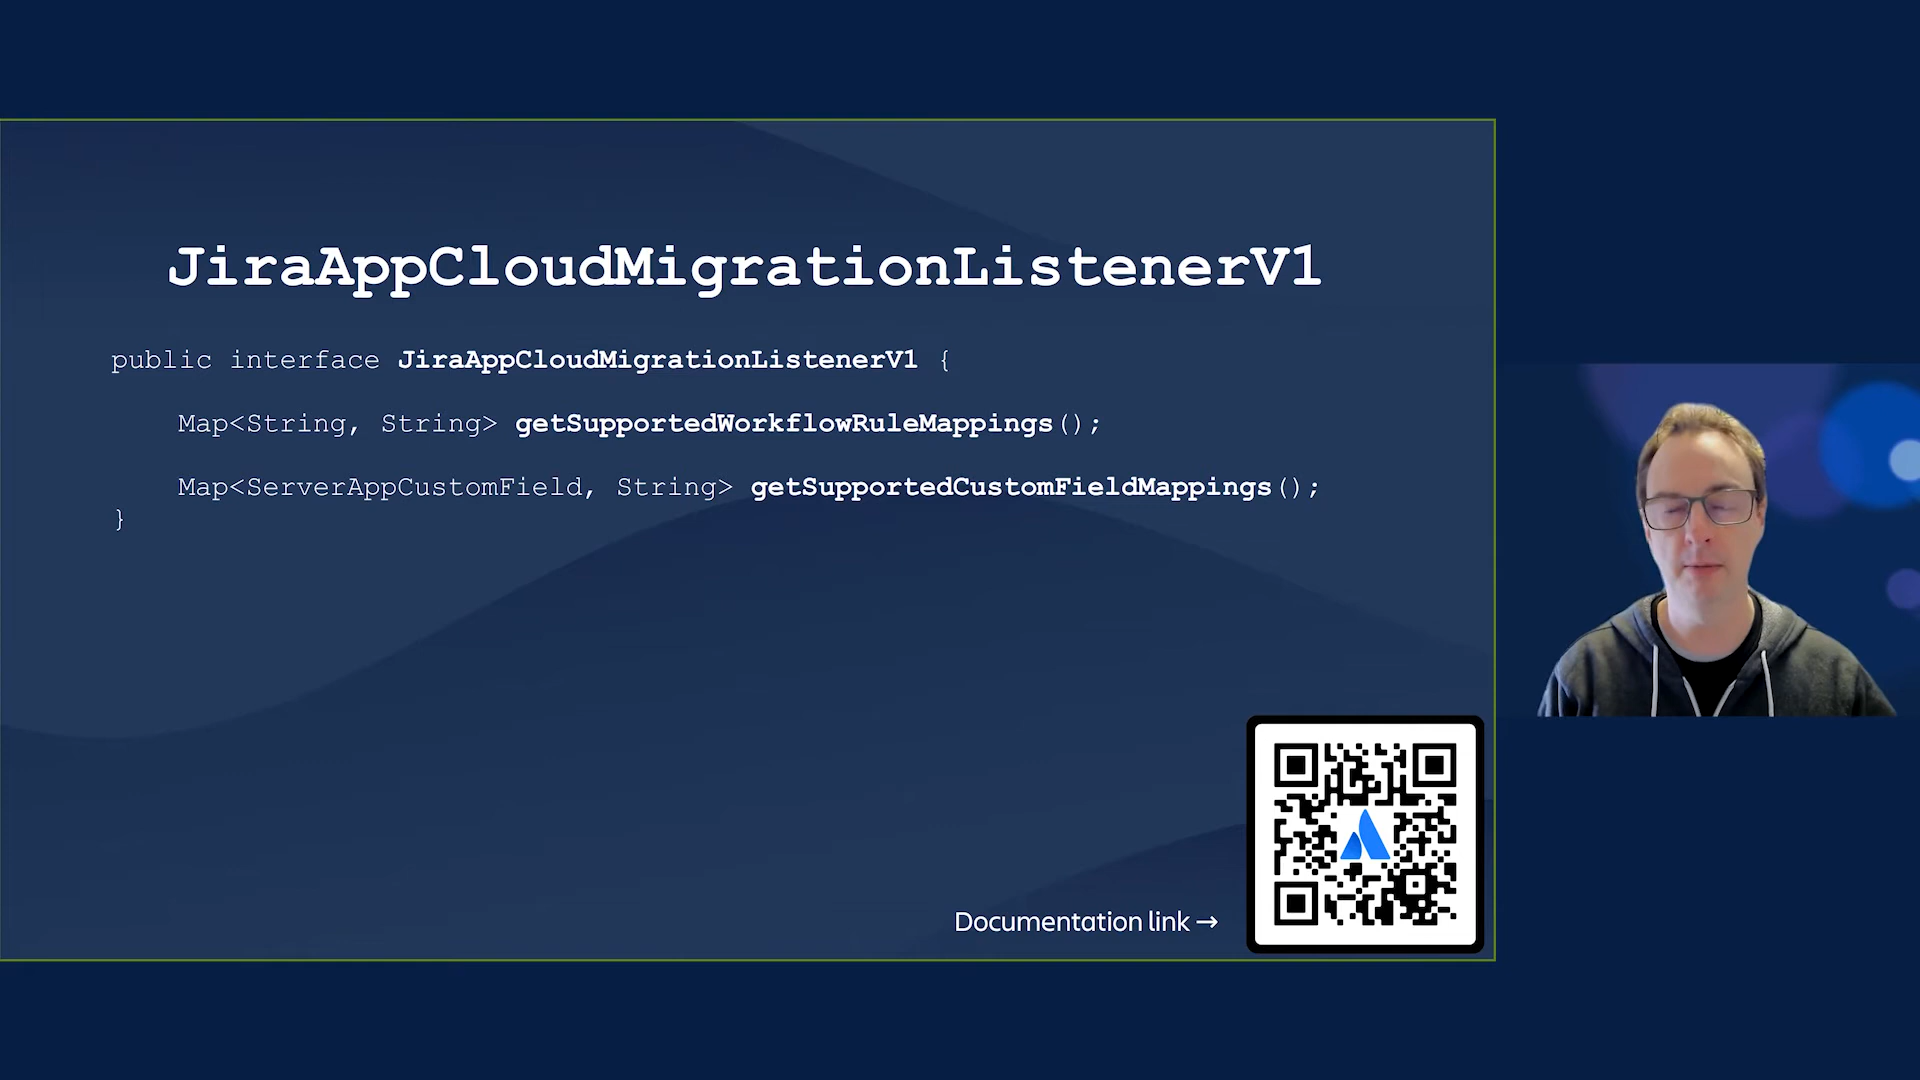 JiraAppCloudMigrationListenerV1
public interface JiraAppCloudMigrationListenerV1 {
Map<String, String> getSupportedWorkflowRuleMappings();
Map<ServerAppCustomField, String> getSupportedCustomFieldMappings();
}
Documentation link →